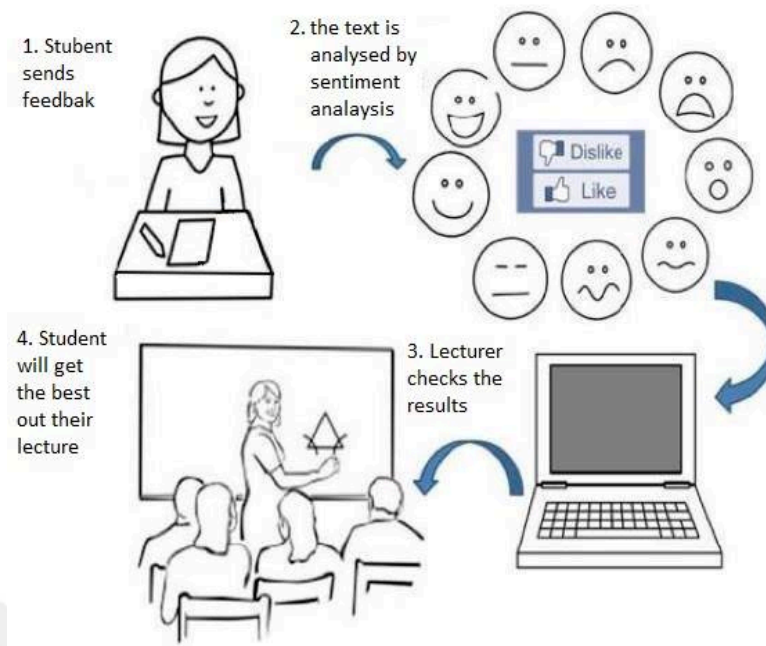 1. Stubent
sends
feedbak
2. the text is
analysed by
sentiment
analaysis
Dislike
Like
3. Lecturer
checks the
results
4. Student
will get
the best
out their
lecture